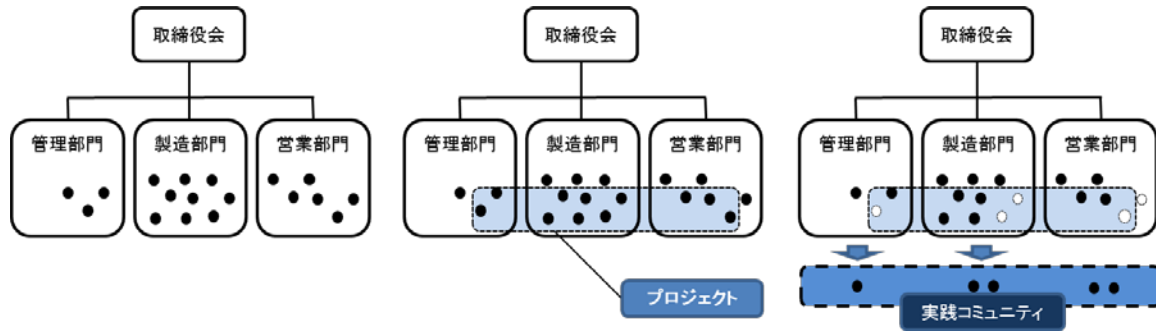 取締役会
管理部門
製造部門
営業部門
取締役会
管理部門
製造部門
営業部門
プロジェクト
取締役会
管理部門
製造部門
営業部門
実践コミュニティ